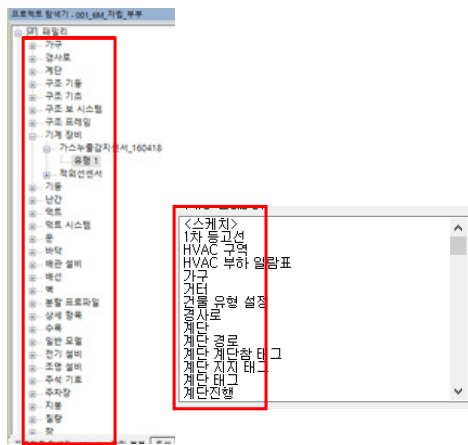 프로젝트 탐색기 - 001_6M_자립_부부
패밀리
가구
경사로
계단
구조 기둥
구조 기초
구조 보 시스템
구조 프레임
기계 장비
가스누출감지센서_160418
유형 1
적외선센서
기둥
난간
덕트
덕트 시스템
문
바닥
배관 설비
배선
벽
분할 프로파일
상세 항목
수목
일반 모델
전기 설비
조명 설비
주석 기호
주차장
지붕
질량
창
<스케치>
1차 등고선
HVAC 구역
HVAC 부하 일람표
가구
거터
건물 유형 설정
경사로
계단
계단 경로
계단 계단참 태그
계단 지지 태그
계단 태그
계단진행